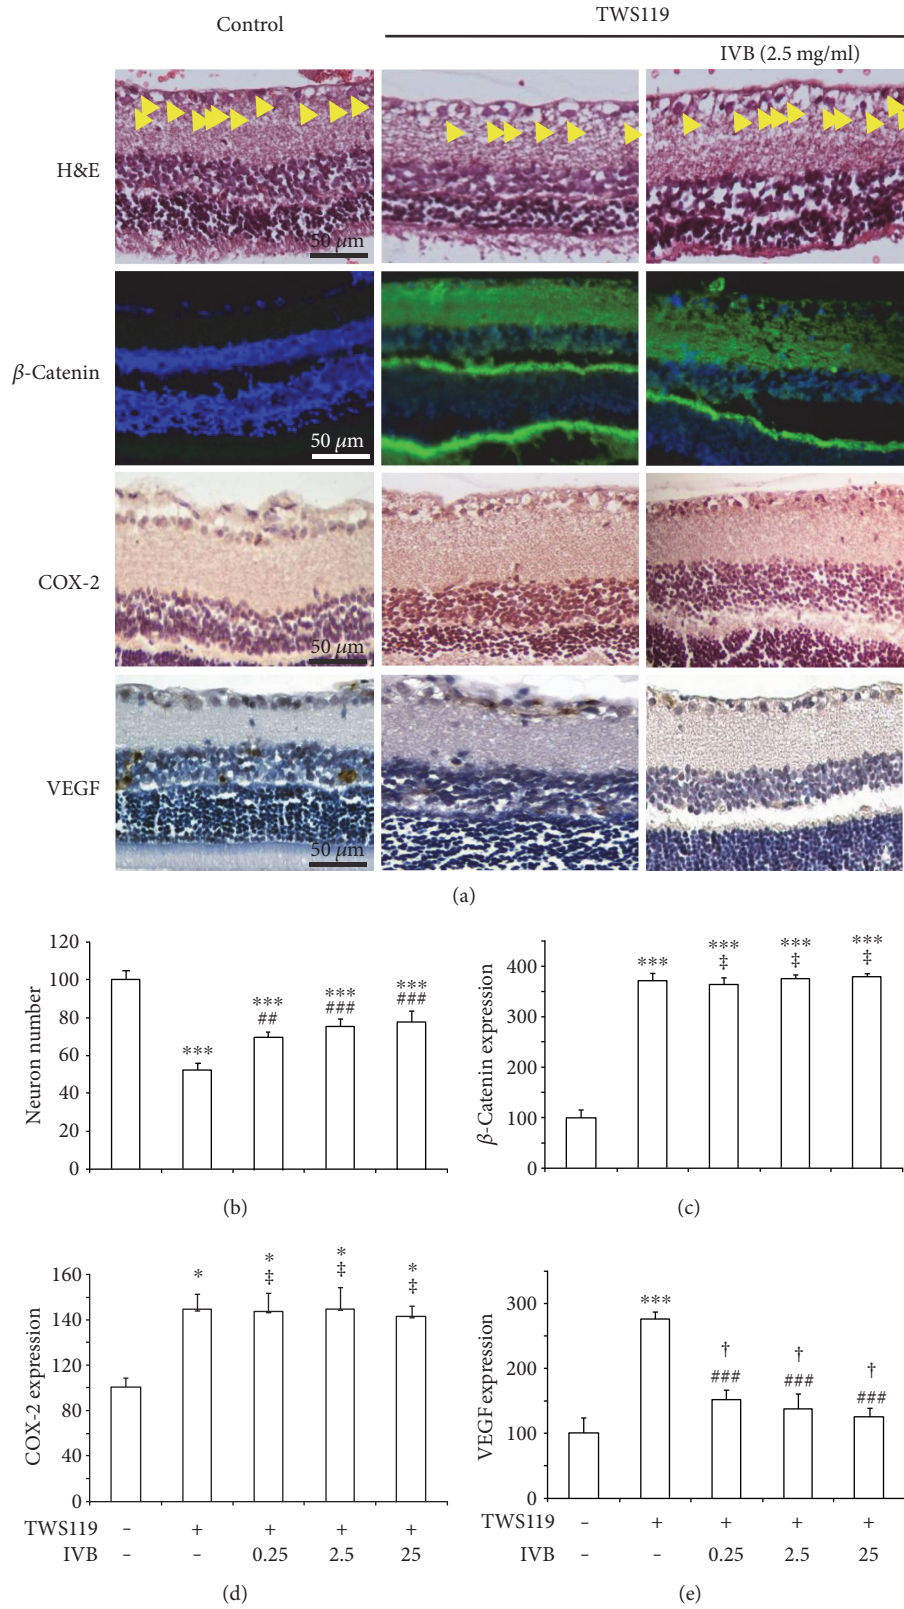 Control
TWS119
IVB (2.5 mg/ml)
H&E
50 μm
β-Catenin
50 μm
COX-2
50 μm
VEGF
50 μm
(a)
Neuron number
120
100
80
60
40
20
0
***
***
##
***
###
***
###
(b)
β-Catenin expression
400
300
200
100
0
***
***
‡
***
‡
***
‡
(c)
COX-2 expression
160
140
120
80
40
0
*
*
‡
*
‡
*
‡
TWS119 – + + + +
IVB – – 0.25 2.5 25
(d)
VEGF expression
300
200
100
0
***
†
###
†
###
†
###
TWS119 – + + + +
IVB – – 0.25 2.5 25
(e)